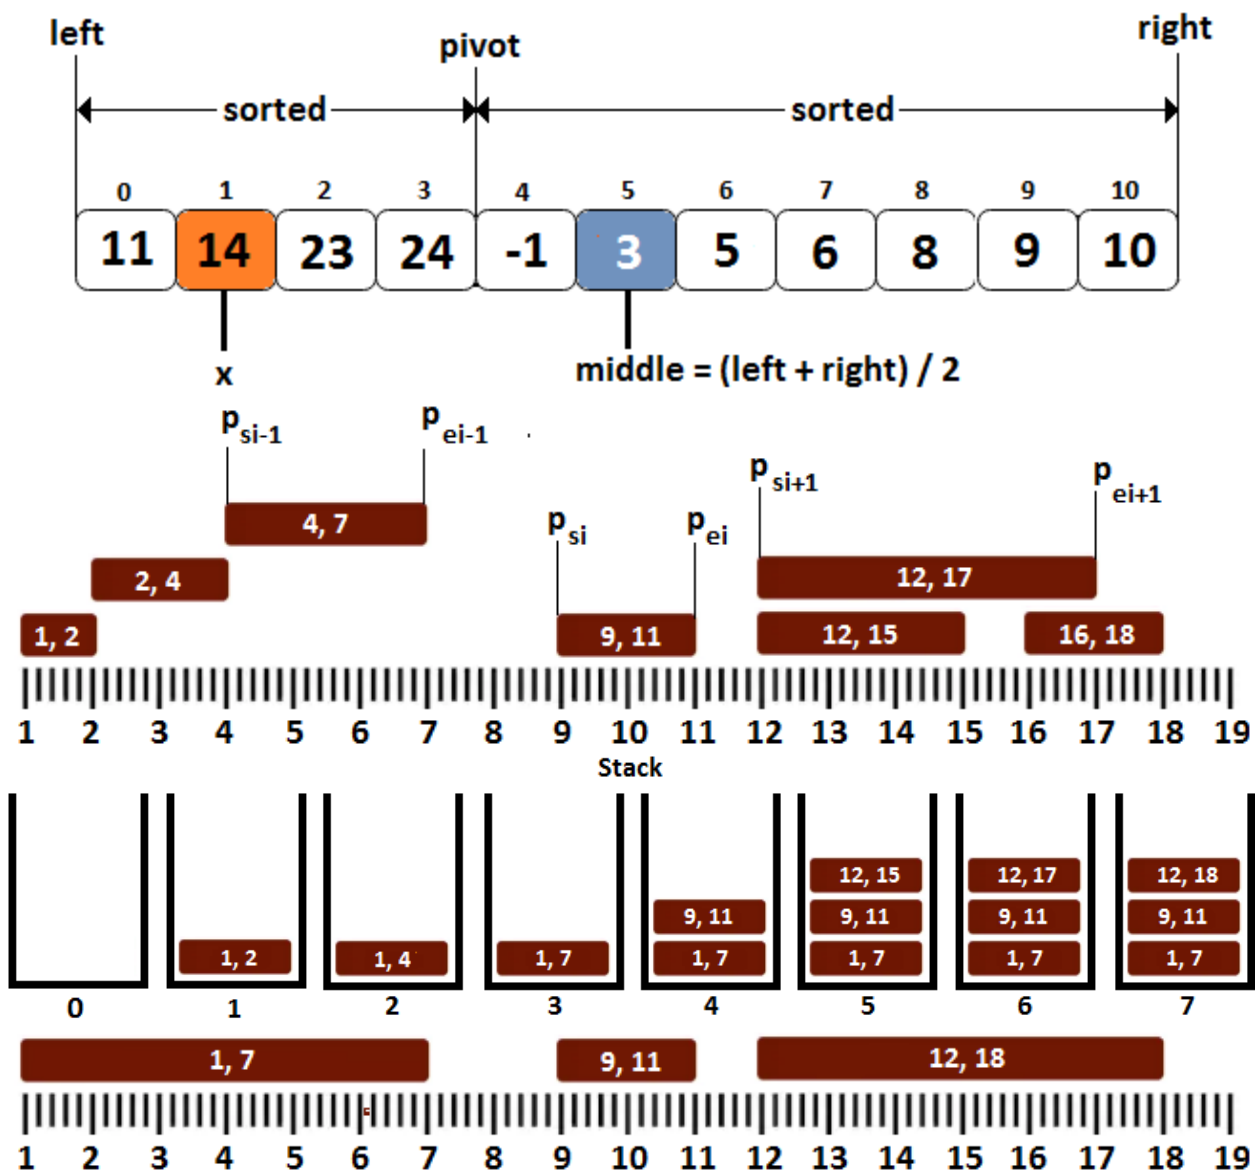 left
pivot
right
sorted sorted
0 1 2 3 4 5 6 7 8 9 10
11 14 23 24 -1 3 5 6 8 9 10
x
middle = (left + right) / 2
psi-1 pei-1
psi+1 pei+1
psi pei
4, 7
2, 4 12, 17
1, 2 9, 11 12, 15 16, 18
1 2 3 4 5 6 7 8 9 10 11 12 13 14 15 16 17 18 19
Stack
12, 15 12, 17 12, 18
9, 11 9, 11 9, 11 9, 11
1, 2 1, 4 1, 7 1, 7 1, 7 1, 7 1, 7
0 1 2 3 4 5 6 7
1, 7 9, 11 12, 18
1 2 3 4 5 6 7 8 9 10 11 12 13 14 15 16 17 18 19